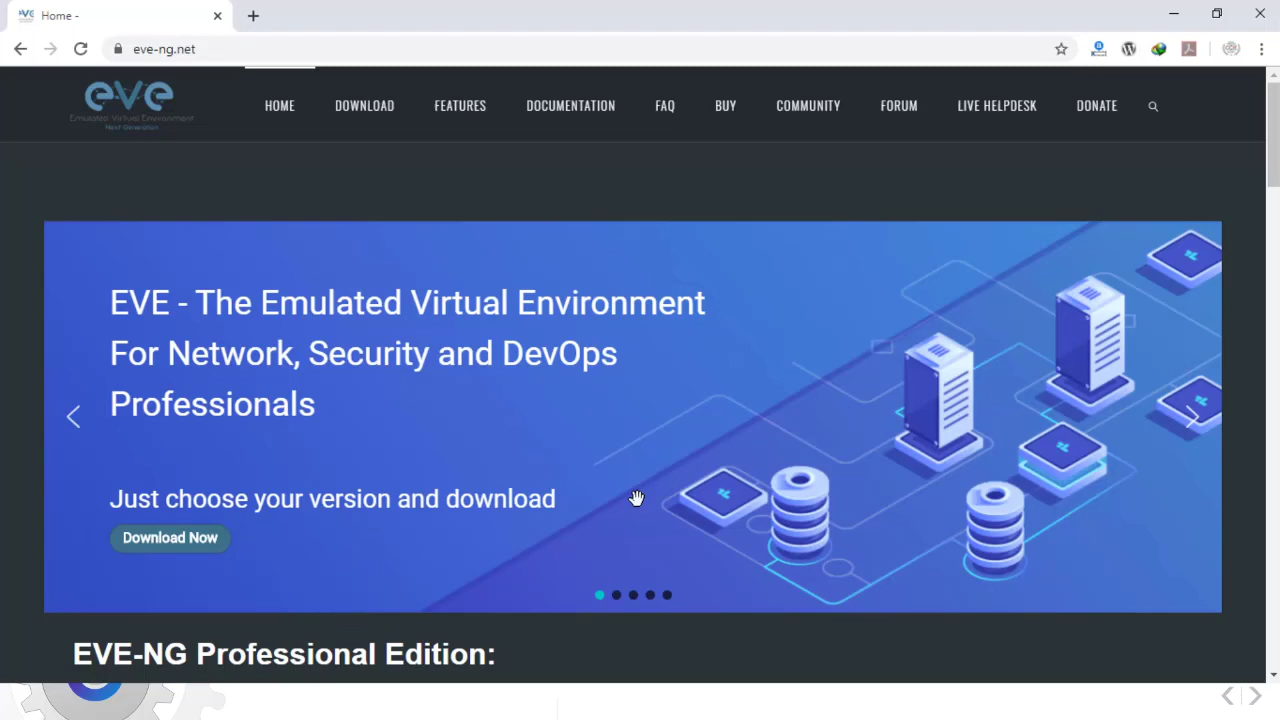 Home -
eve-ng.net
eve
Emulated Virtual Environment
Next Generation
HOME
DOWNLOAD
FEATURES
DOCUMENTATION
FAQ
BUY
COMMUNITY
FORUM
LIVE HELPDESK
DONATE
EVE - The Emulated Virtual Environment
For Network, Security and DevOps
Professionals
Just choose your version and download
Download Now
EVE-NG Professional Edition: